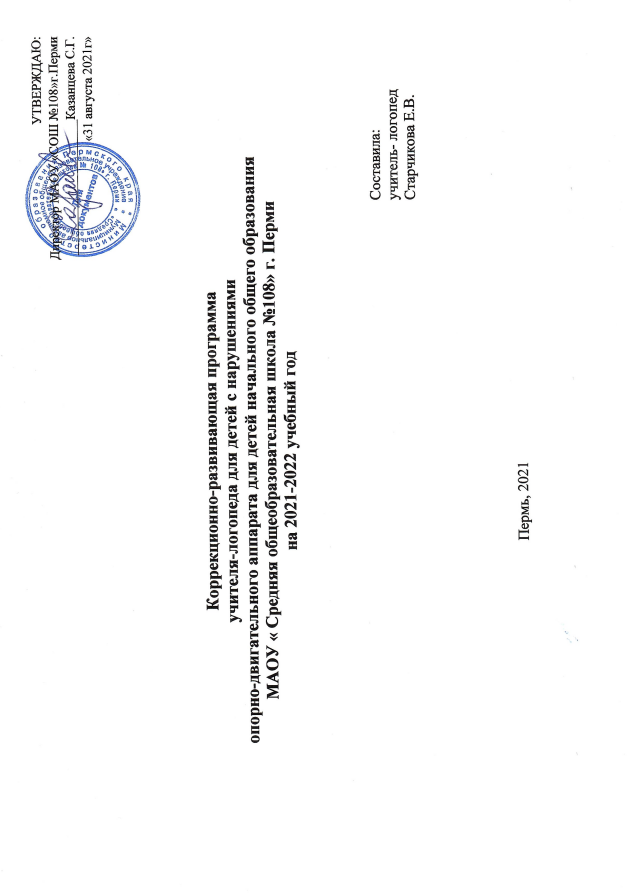 УТВЕРЖДАЮ:
Директор МАОУ «СОШ №108»г.Перми
Казанцева С.Г.
«31 августа 2021г»
Коррекционно-развивающая программа
учителя-логопеда для детей с нарушениями
опорно-двигательного аппарата для детей начального общего образования
МАОУ « Средняя общеобразовательная школа №108» г. Перми
на 2021-2022 учебный год
Составила:
учитель- логопед
Старчикова Е.В.
Пермь, 2021